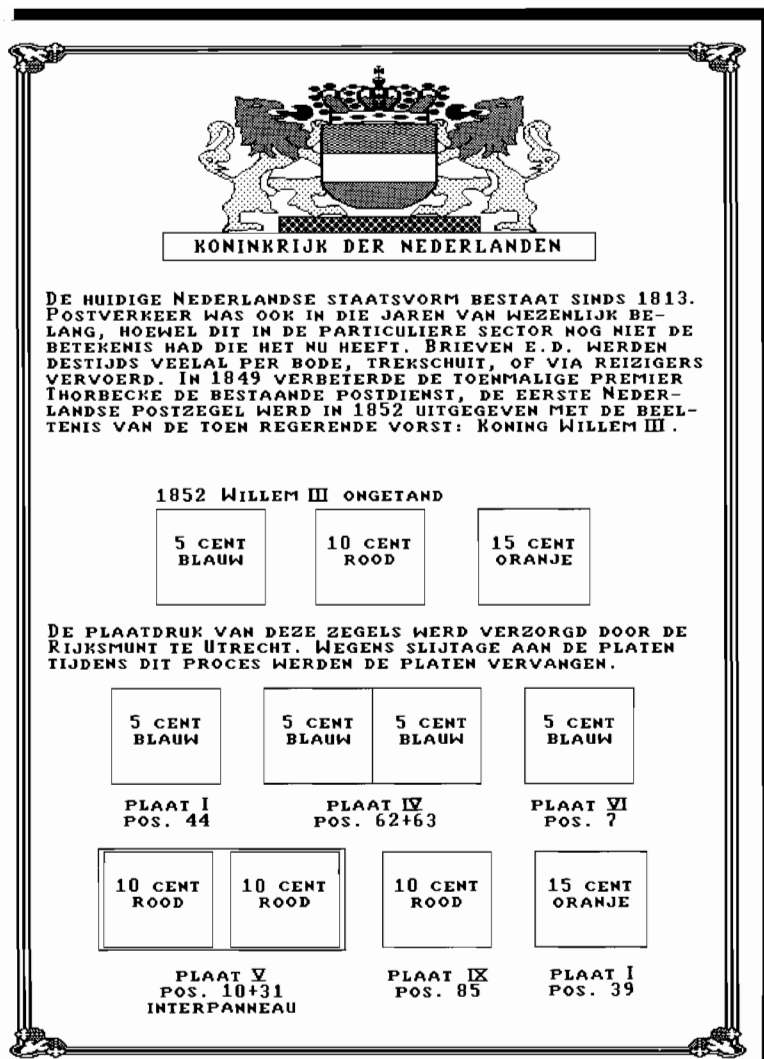 KONINKRIJK DER NEDERLANDEN
DE HUIDIGE NEDERLANDSE STAATSVORM BESTAAT SINDS 1813.
POSTVERKEER WAS OOK IN DIE JAREN VAN WEZENLIJK BE-
LANG, HOEWEL DIT IN DE PARTICULIERE SECTOR NOG NIET DE
BETEKENIS HAD DIE HET NU HEEFT. BRIEVEN E.D. WERDEN
DESTIJDS VEELAL PER BODE, TREKSCHUIT, OF VIA REIZIGERS
VERVOERD. IN 1849 VERBETERDE DE TOENMALIGE PREMIER
THORBECKE DE BESTAANDE POSTDIENST, DE EERSTE NEDER-
LANDSE POSTZEGEL WERD IN 1852 UITGEGEVEN MET DE BEEL-
TENIS VAN DE TOEN REGERENDE VORST: KONING WILLEM III.
1852 WILLEM III ONGETAND
5 CENT
BLAUW
10 CENT
ROOD
15 CENT
ORANJE
DE PLAATDRUK VAN DEZE ZEGELS WERD VERZORGD DOOR DE
RIJKSMUNT TE UTRECHT. WEGENS SLIJTAGE AAN DE PLATEN
TIJDENS DIT PROCES WERDEN DE PLATEN VERVANGEN.
5 CENT
BLAUW
5 CENT
BLAUW
5 CENT
BLAUW
5 CENT
BLAUW
PLAAT I
POS. 44
PLAAT IV
POS. 62+63
PLAAT VI
POS. 7
10 CENT
ROOD
10 CENT
ROOD
10 CENT
ROOD
15 CENT
ORANJE
PLAAT V
POS. 10+31
INTERPANNEAU
PLAAT IX
POS. 85
PLAAT I
POS. 39